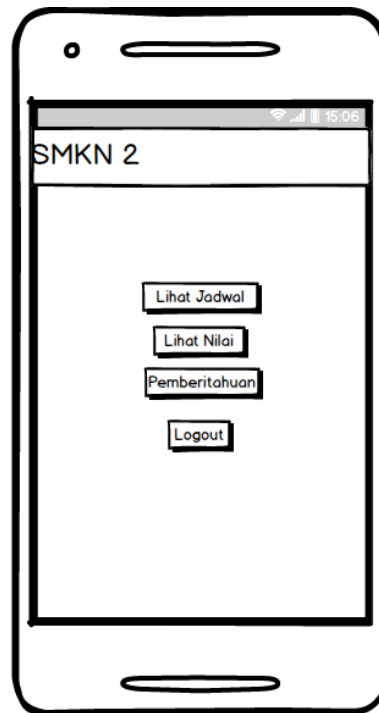 15:06
SMKN 2
Lihat Jadwal
Lihat Nilai
Pemberitahuan
Logout